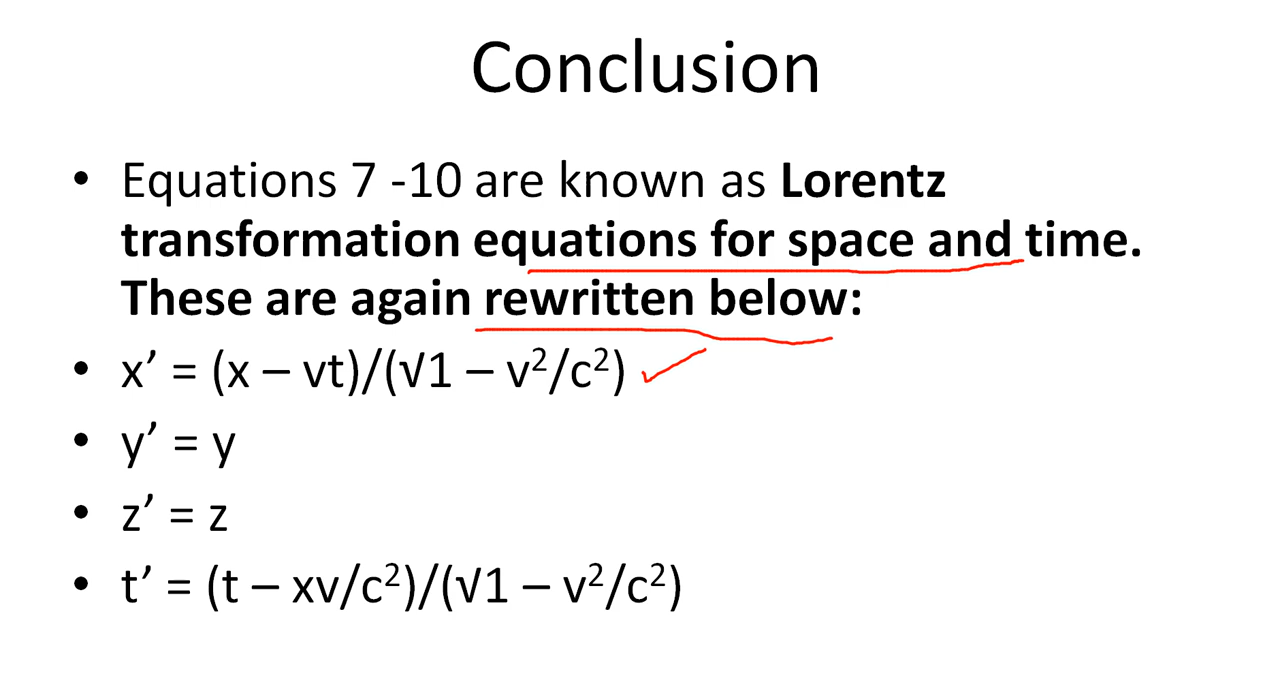 Conclusion
• Equations 7 -10 are known as Lorentz
transformation equations for space and time.
These are again rewritten below:
• x’ = (x – vt)/(√1 – v²/c²)
• y’ = y
• z’ = z
• t’ = (t – xv/c²)/(√1 – v²/c²)